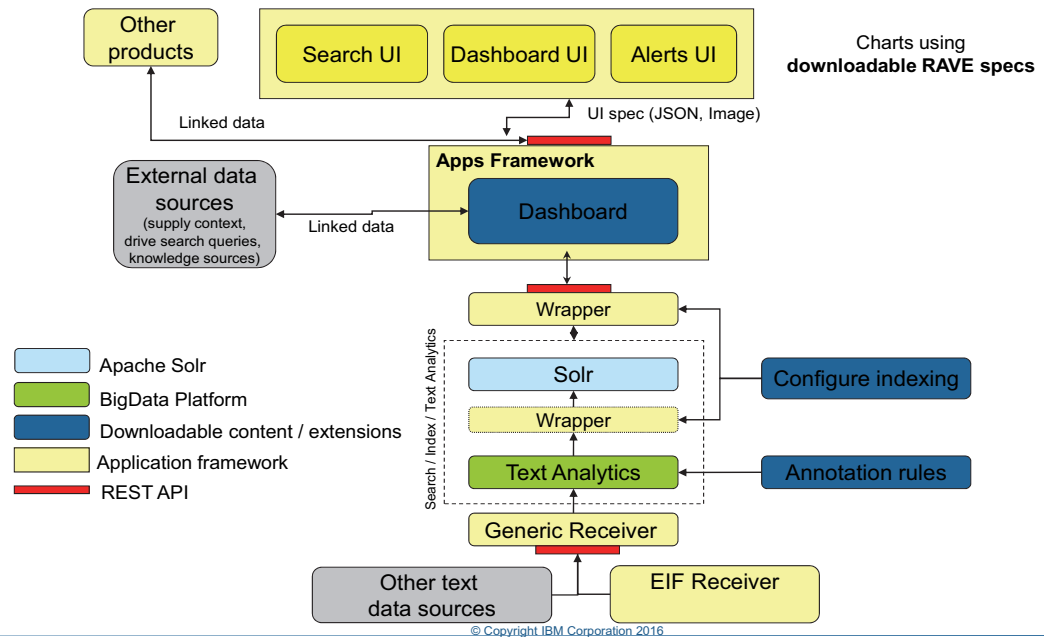 Other
products
Search UI
Dashboard UI
Alerts UI
Charts using
downloadable RAVE specs
Linked data
UI spec (JSON, Image)
Apps Framework
Dashboard
External data
sources
(supply context,
drive search queries,
knowledge sources)
Linked data
Wrapper
Search / Index / Text Analytics
Solr
Wrapper
Text Analytics
Configure indexing
Annotation rules
Apache Solr
BigData Platform
Downloadable content / extensions
Application framework
REST API
Generic Receiver
Other text
data sources
EIF Receiver
© Copyright IBM Corporation 2016